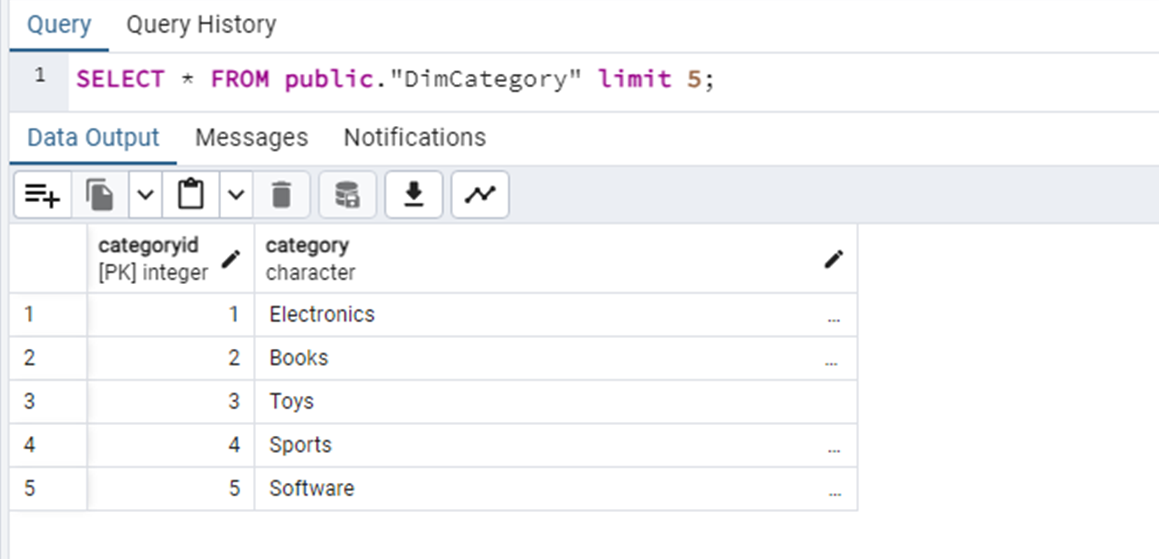 Query Query History
1 SELECT * FROM public."DimCategory" limit 5;
Data Output Messages Notifications
categoryid category
[PK] integer character
1 1 Electronics ...
2 2 Books ...
3 3 Toys
4 4 Sports ...
5 5 Software ...